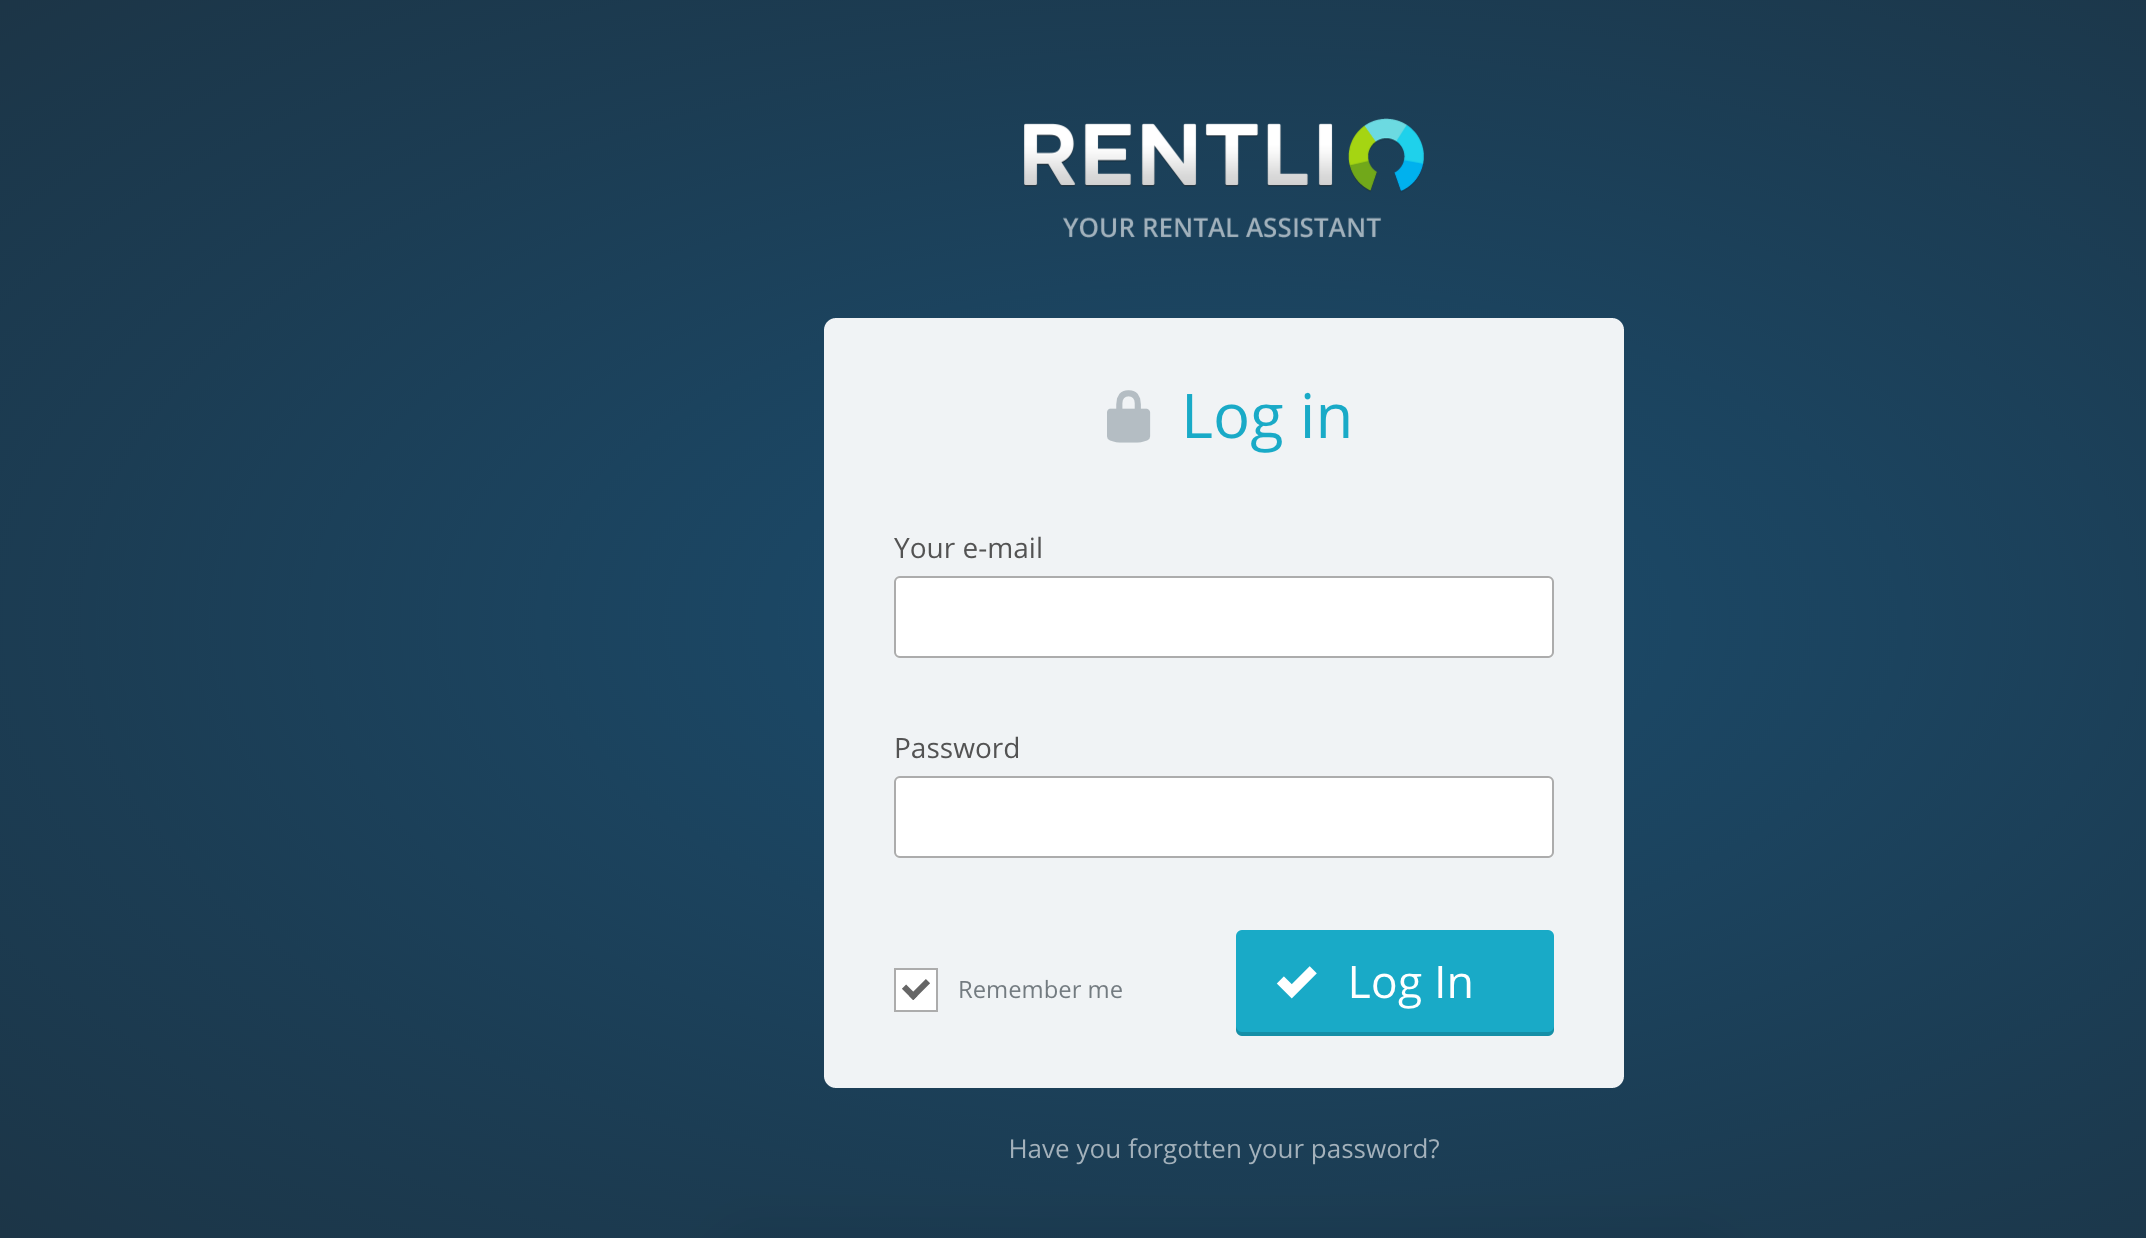 RENTLIO
YOUR RENTAL ASSISTANT
Log in
Your e-mail
Password
Remember me
Log In
Have you forgotten your password?